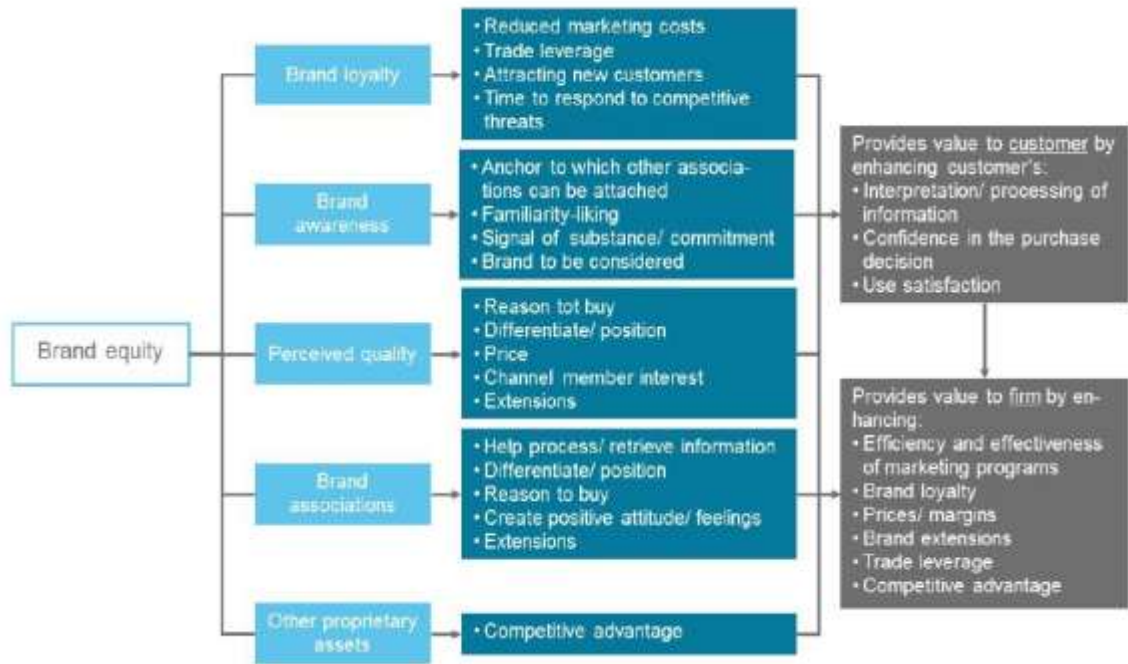 Brand equity
Brand loyalty
• Reduced marketing costs
• Trade leverage
• Attracting new customers
• Time to respond to competitive
threats
Brand
awareness
• Anchor to which other associa-
tions can be attached
• Familiarity-liking
• Signal of substance/ commitment
• Brand to be considered
Perceived quality
• Reason tot buy
• Differentiate/ position
• Price
• Channel member interest
• Extensions
Brand
associations
• Help process/ retrieve information
• Differentiate/ position
• Reason to buy
• Create positive attitude/ feelings
• Extensions
Other proprietary
assets
• Competitive advantage
Provides value to customer by
enhancing customer's:
• Interpretation/ processing of
information
• Confidence in the purchase
decision
• Use satisfaction
Provides value to firm by en-
hancing:
• Efficiency and effectiveness
of marketing programs
• Brand loyalty
• Prices/ margins
• Brand extensions
• Trade leverage
• Competitive advantage